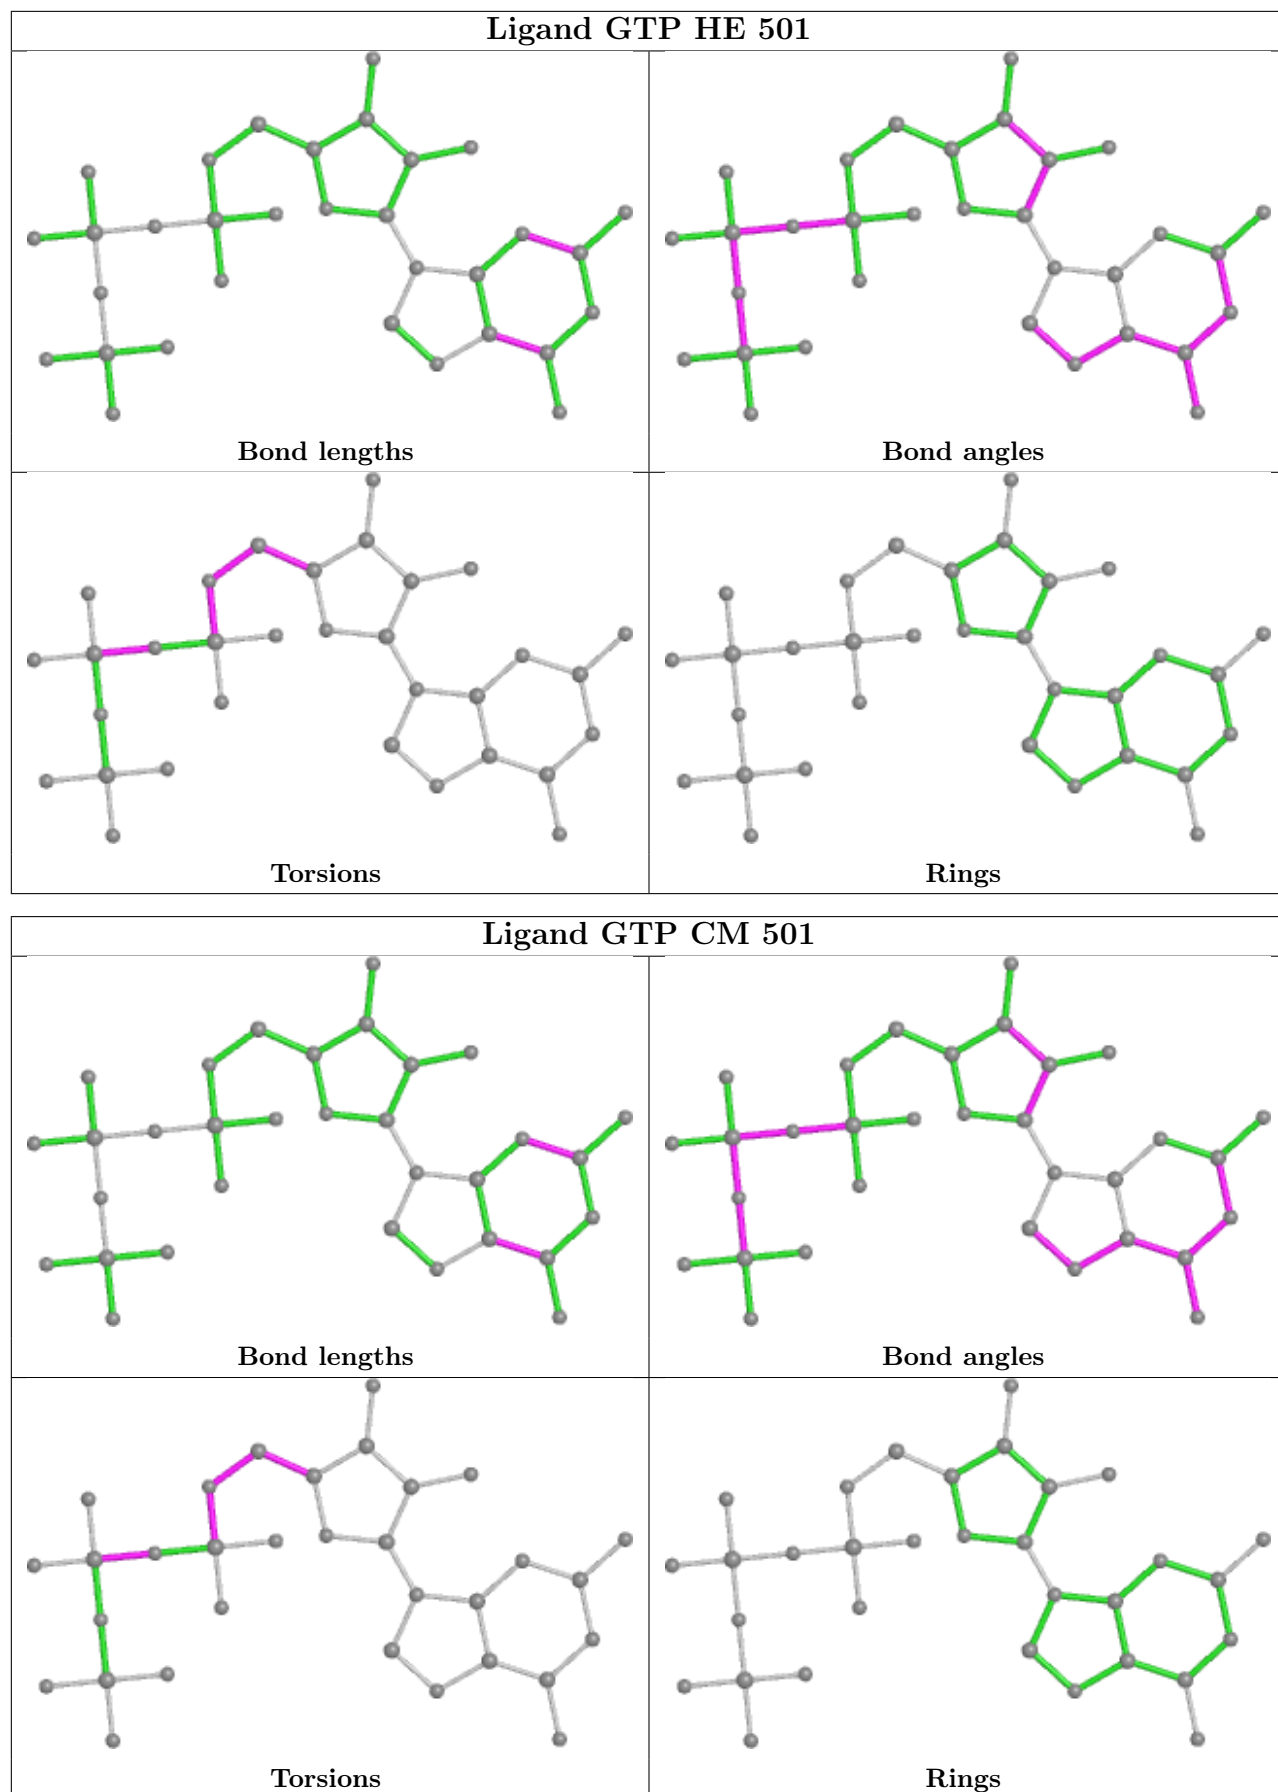 Ligand GTP HE 501
Bond lengths
Bond angles
Torsions
Rings
Ligand GTP CM 501
Bond lengths
Bond angles
Torsions
Rings